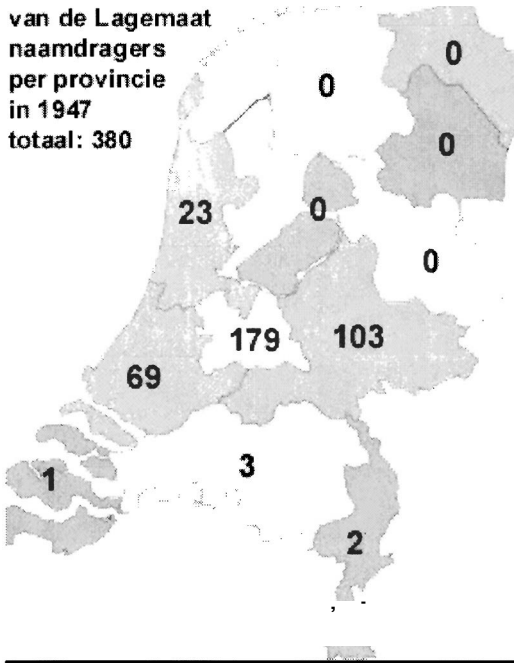 van de Lagemaat
naamdragers
per provincie
in 1947
totaal: 380
0
0
0
23
0
0
179
103
69
3
1
2